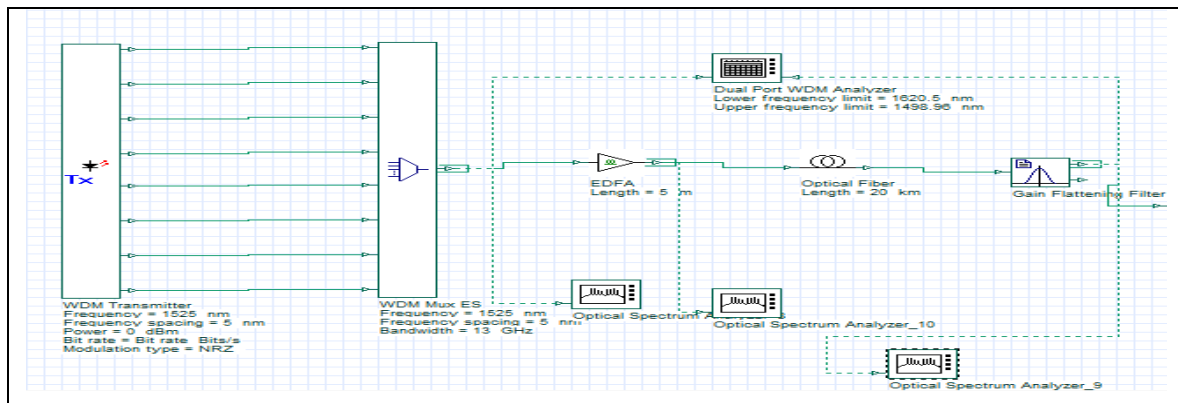 Dual Port WDM Analyzer
Lower frequency limit = 1620.5 nm
Upper frequency limit = 1498.96 nm
Tx
EDFA
Length = 5 m
Optical Fiber
Length = 20 km
Gain Flattening Filter
WDM Transmitter
Frequency = 1525 nm
Frequency spacing = 5 nm
Power = 0 dBm
Bit rate = Bit rate Bits/s
Modulation type = NRZ
WDM Mux ES
Frequency = 1525 nm
Frequency spacing = 5 nm
Bandwidth = 13 GHz
Optical Spectrum
Optical Spectrum Analyzer_10
Optical Spectrum Analyzer_9